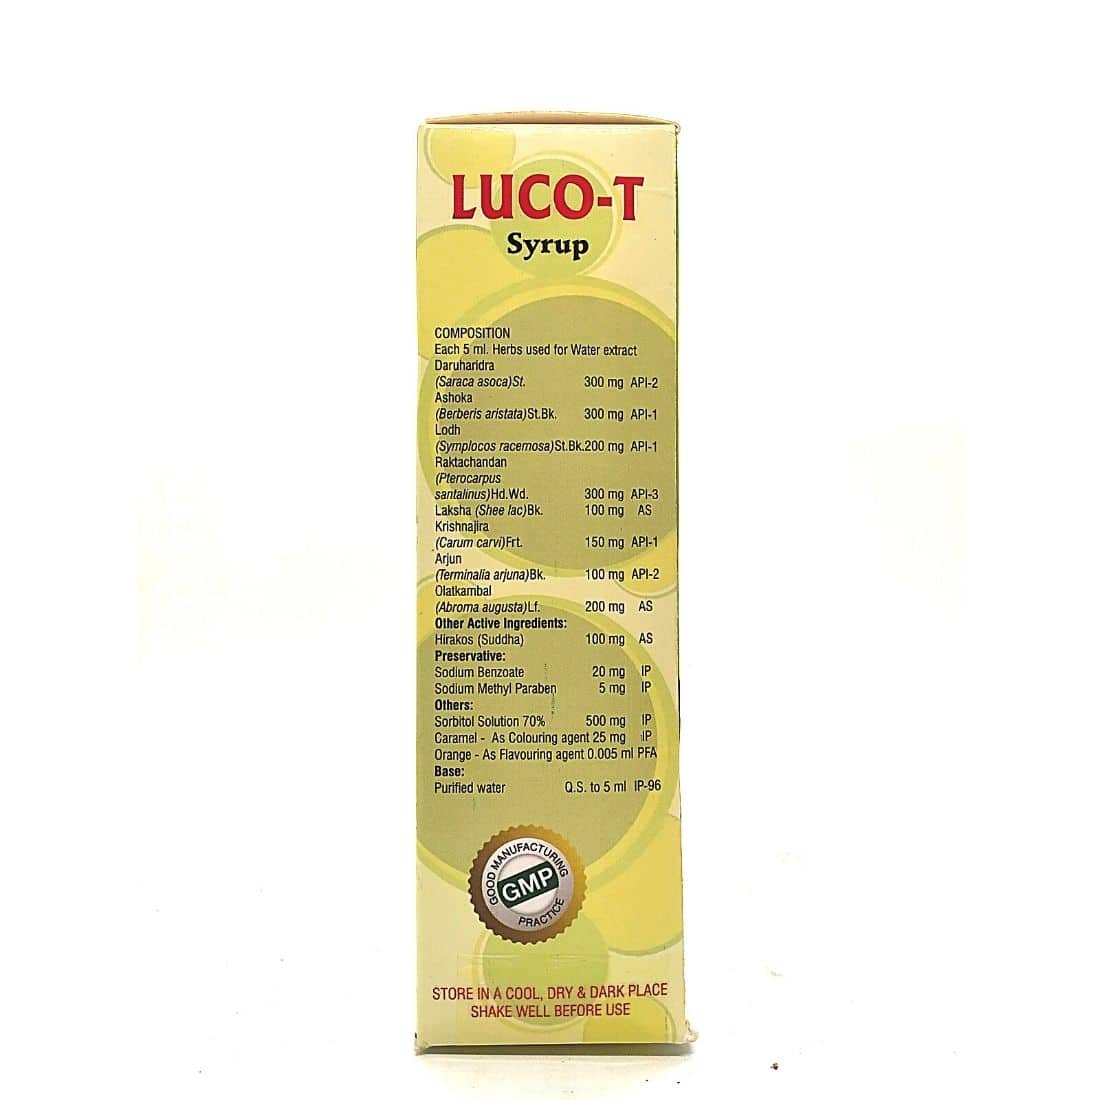 LUCO-T
Syrup
COMPOSITION
Each 5 ml. Herbs used for Water extract
Daruharidra
(Saraca asoca)St. 300 mg API-2
Ashoka
(Berberis aristata)St.Bk. 300 mg API-1
Lodh
(Symplocos racemosa)St.Bk.200 mg API-1
Raktachandan
(Pterocarpus
santalinus)Hd.Wd. 300 mg API-3
Laksha (Shee lac)Bk. 100 mg AS
Krishnajira
(Carum carvi)Frt. 150 mg API-1
Arjun
(Terminalia arjuna)Bk. 100 mg API-2
Olatkambal
(Abroma augusta)Lf. 200 mg AS
Other Active Ingredients:
Hirakos (Suddha) 100 mg AS
Preservative:
Sodium Benzoate 20 mg IP
Sodium Methyl Paraben 5 mg IP
Others:
Sorbitol Solution 70% 500 mg IP
Caramel - As Colouring agent 25 mg IP
Orange - As Flavouring agent 0.005 ml PFA
Base:
Purified water Q.S. to 5 ml IP-96
GOOD MANUFACTURING
GMP
PRACTICE
STORE IN A COOL, DRY & DARK PLACE
SHAKE WELL BEFORE USE